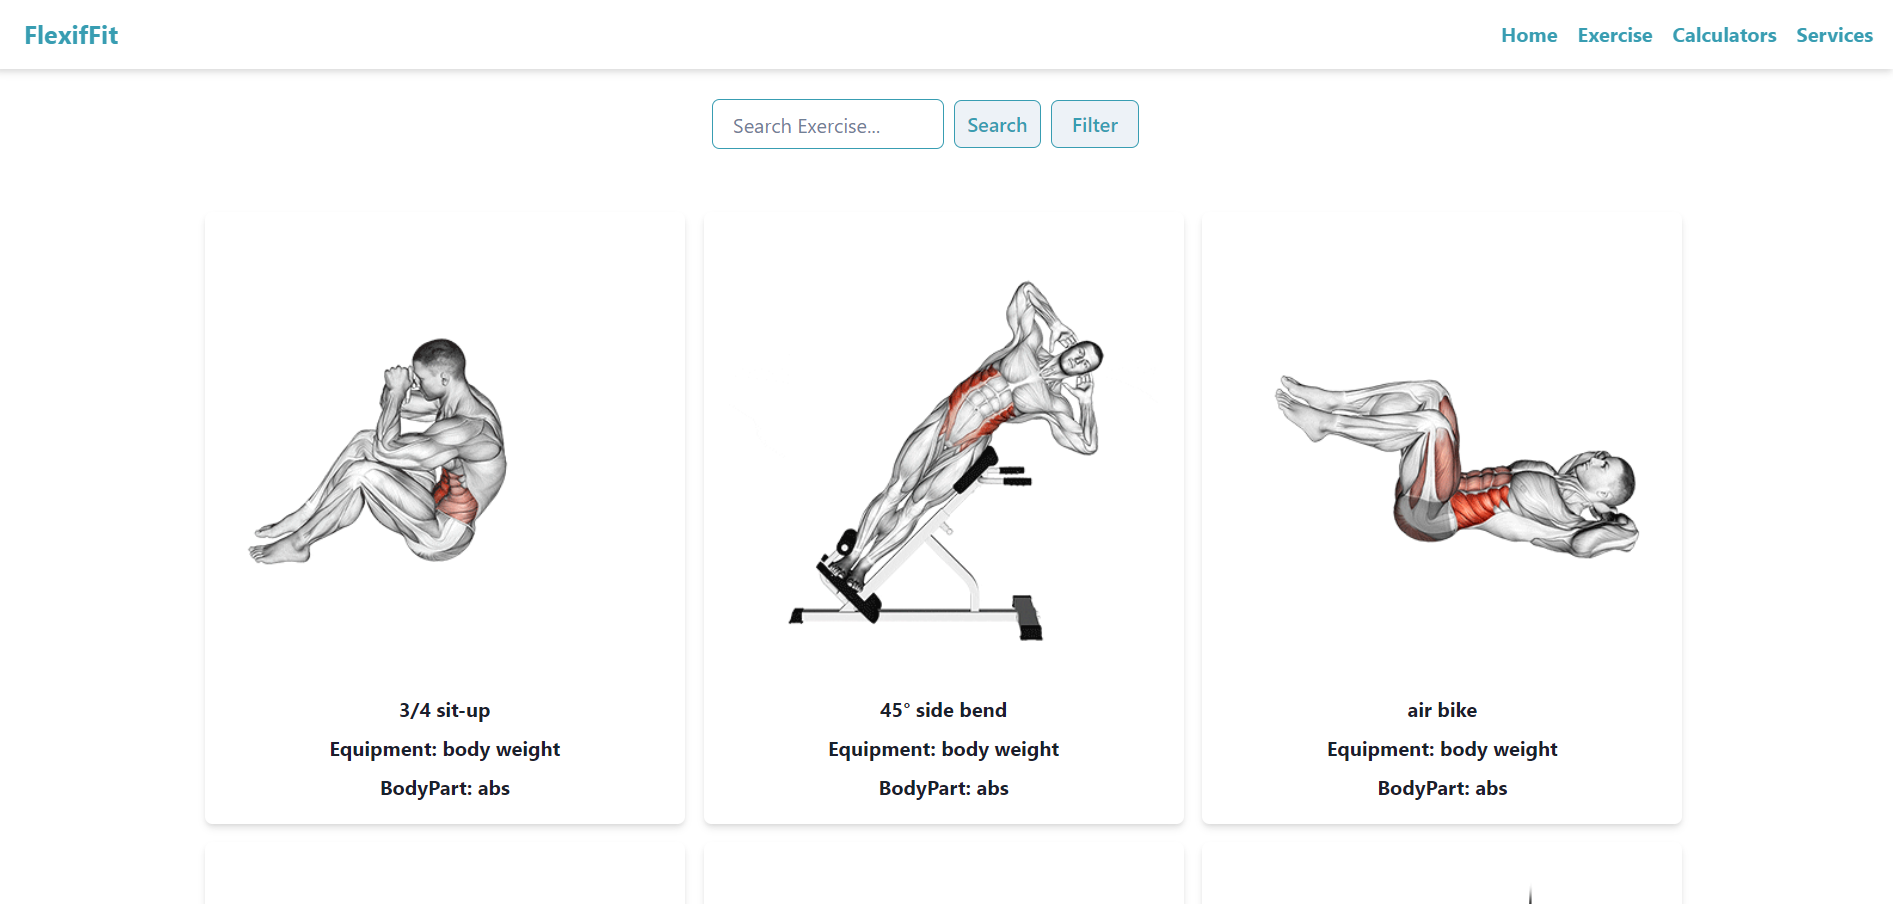 FlexifFit
Home Exercise Calculators Services
Search Exercise...
Search
Filter
3/4 sit-up
Equipment: body weight
BodyPart: abs
45° side bend
Equipment: body weight
BodyPart: abs
air bike
Equipment: body weight
BodyPart: abs